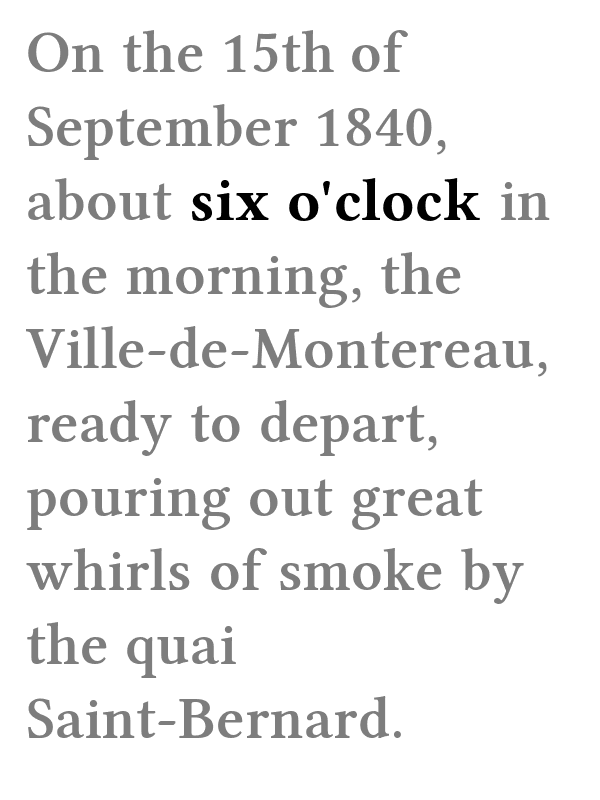 On the 15th of
September 1840,
about six o'clock in
the morning, the
Ville-de-Montereau,
ready to depart,
pouring out great
whirls of smoke by
the quai
Saint-Bernard.